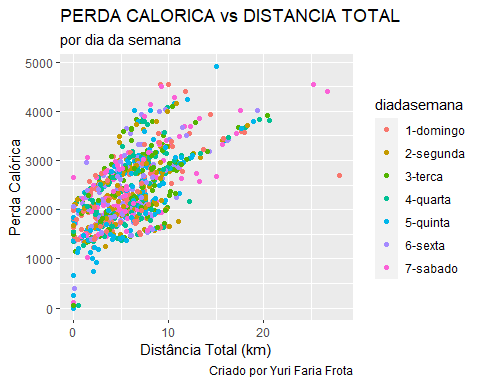 PERDA CALORICA vs DISTANCIA TOTAL
por dia da semana
Perda Calórica
5000
4000
3000
2000
1000
0
0
10
20
Distância Total (km)
diadasemana
1-domingo
2-segunda
3-terca
4-quarta
5-quinta
6-sexta
7-sabado
Criado por Yuri Faria Frota